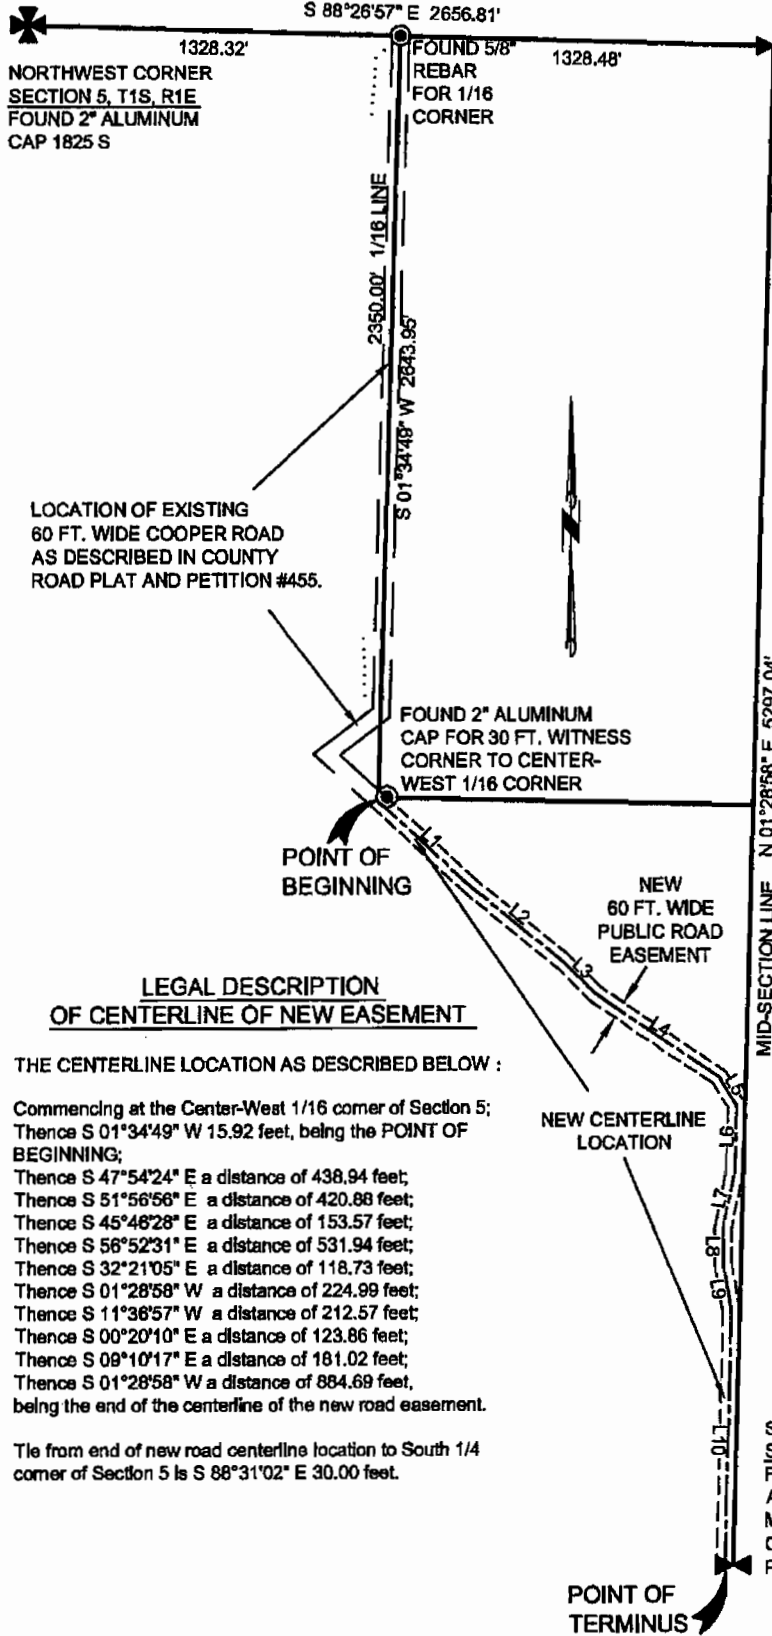 S 88°26'57" E 2656.81'
1328.32'
1328.48'
NORTHWEST CORNER
SECTION 5, T1S, R1E
FOUND 2" ALUMINUM
CAP 1825 S
FOUND 5/8"
REBAR
FOR 1/16
CORNER
2350.00' 1/16 LINE
S 01°34'49" W 2643.95'
LOCATION OF EXISTING
60 FT. WIDE COOPER ROAD
AS DESCRIBED IN COUNTY
ROAD PLAT AND PETITION #455.
N
FOUND 2" ALUMINUM
CAP FOR 30 FT. WITNESS
CORNER TO CENTER-
WEST 1/16 CORNER
MID-SECTION LINE N 01°28'58" E 5297.04'
POINT OF
BEGINNING
L1
L2
L3
L4
L5
L6
L7
L8
L9
L10
NEW
60 FT. WIDE
PUBLIC ROAD
EASEMENT
NEW CENTERLINE
LOCATION
LEGAL DESCRIPTION
OF CENTERLINE OF NEW EASEMENT
THE CENTERLINE LOCATION AS DESCRIBED BELOW :
Commencing at the Center-West 1/16 corner of Section 5;
Thence S 01°34'49" W 15.92 feet, being the POINT OF
BEGINNING;
Thence S 47°54'24" E a distance of 438.94 feet;
Thence S 51°56'56" E a distance of 420.88 feet;
Thence S 45°46'28" E a distance of 153.57 feet;
Thence S 56°52'31" E a distance of 531.94 feet;
Thence S 32°21'05" E a distance of 118.73 feet;
Thence S 01°28'58" W a distance of 224.99 feet;
Thence S 11°36'57" W a distance of 212.57 feet;
Thence S 00°20'10" E a distance of 123.86 feet;
Thence S 09°10'17" E a distance of 181.02 feet;
Thence S 01°28'58" W a distance of 884.69 feet,
being the end of the centerline of the new road easement.
Tie from end of new road centerline location to South 1/4
corner of Section 5 is S 88°31'02" E 30.00 feet.
POINT OF
TERMINUS